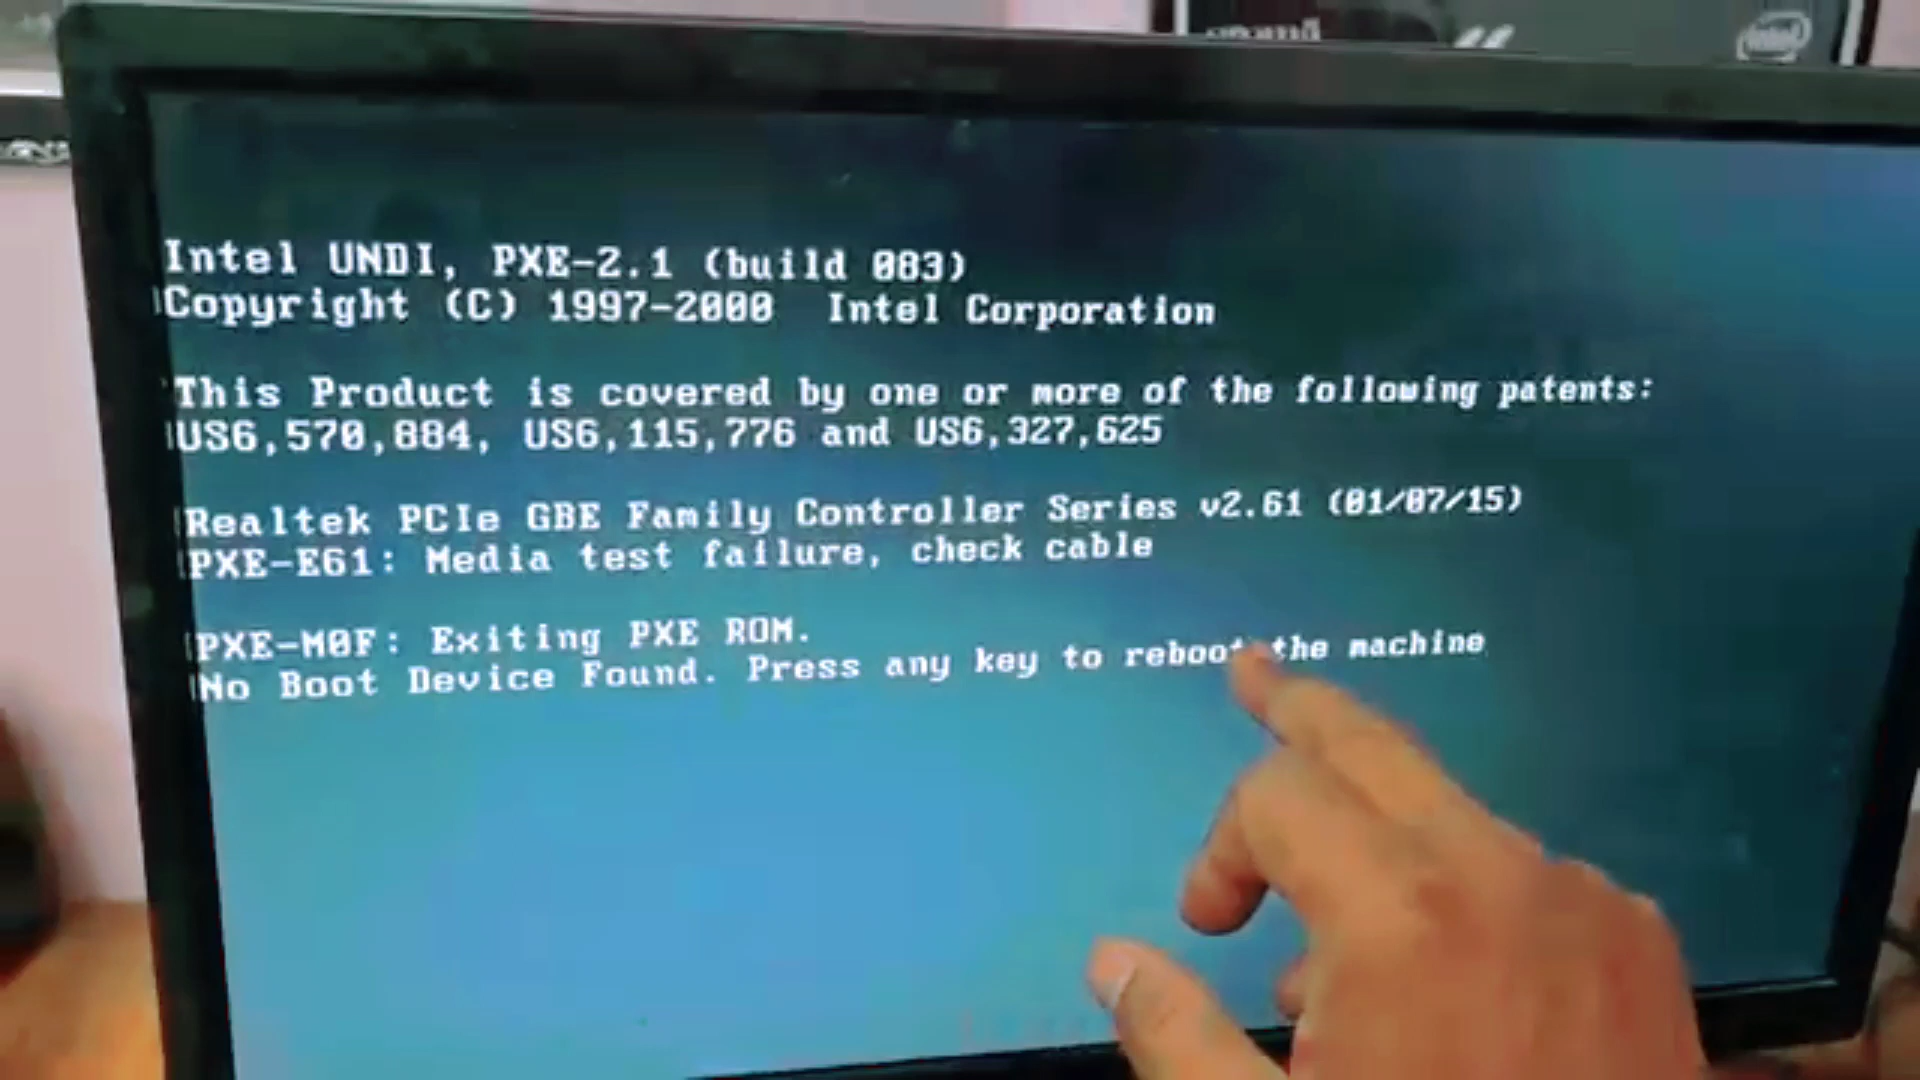 intel
Intel UNDI, PXE-2.1 (build 083)
Copyright (C) 1997-2000 Intel Corporation
This Product is covered by one or more of the following patents:
US6,570,884, US6,115,776 and US6,327,625
Realtek PCIe GBE Family Controller Series v2.61 (01/07/15)
PXE-E61: Media test failure, check cable
PXE-M0F: Exiting PXE ROM.
No Boot Device Found. Press any key to reboot the machine